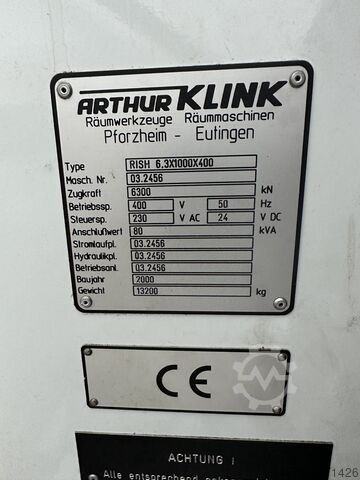 ARTHUR KLINK
Räumwerkzeuge Räummaschinen
Pforzheim - Eutingen
Type RISH 6.3X1000X400
Masch. Nr. 03.2456
Zugkraft 6300 kN
Betriebssp. 400 V 50 Hz
Steuersp. 230 V AC 24 V DC
Anschlußwert 80 kVA
Stromlaufpl. 03.2456
Hydraulikpl. 03.2456
Betriebsanl. 03.2456
Baujahr 2000
Gewicht 13200 kg
CE
ACHTUNG !
Alle entsprechend
1426